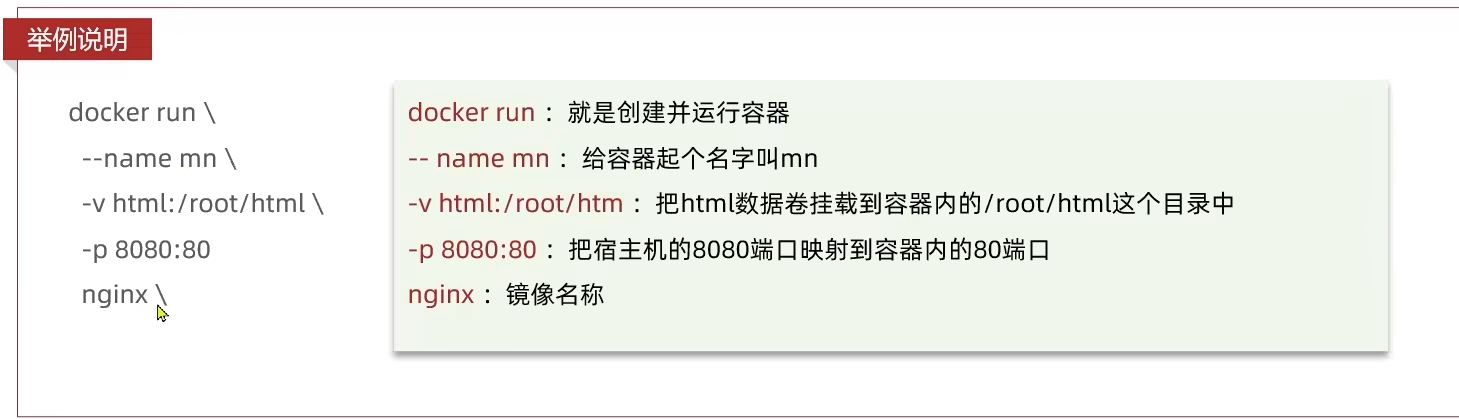 举例说明
docker run \
--name mn \
-v html:/root/html \
-p 8080:80
nginx \
docker run ：就是创建并运行容器
-- name mn ：给容器起个名字叫mn
-v html:/root/htm ：把html数据卷挂载到容器内的/root/html这个目录中
-p 8080:80 ：把宿主机的8080端口映射到容器内的80端口
nginx ：镜像名称